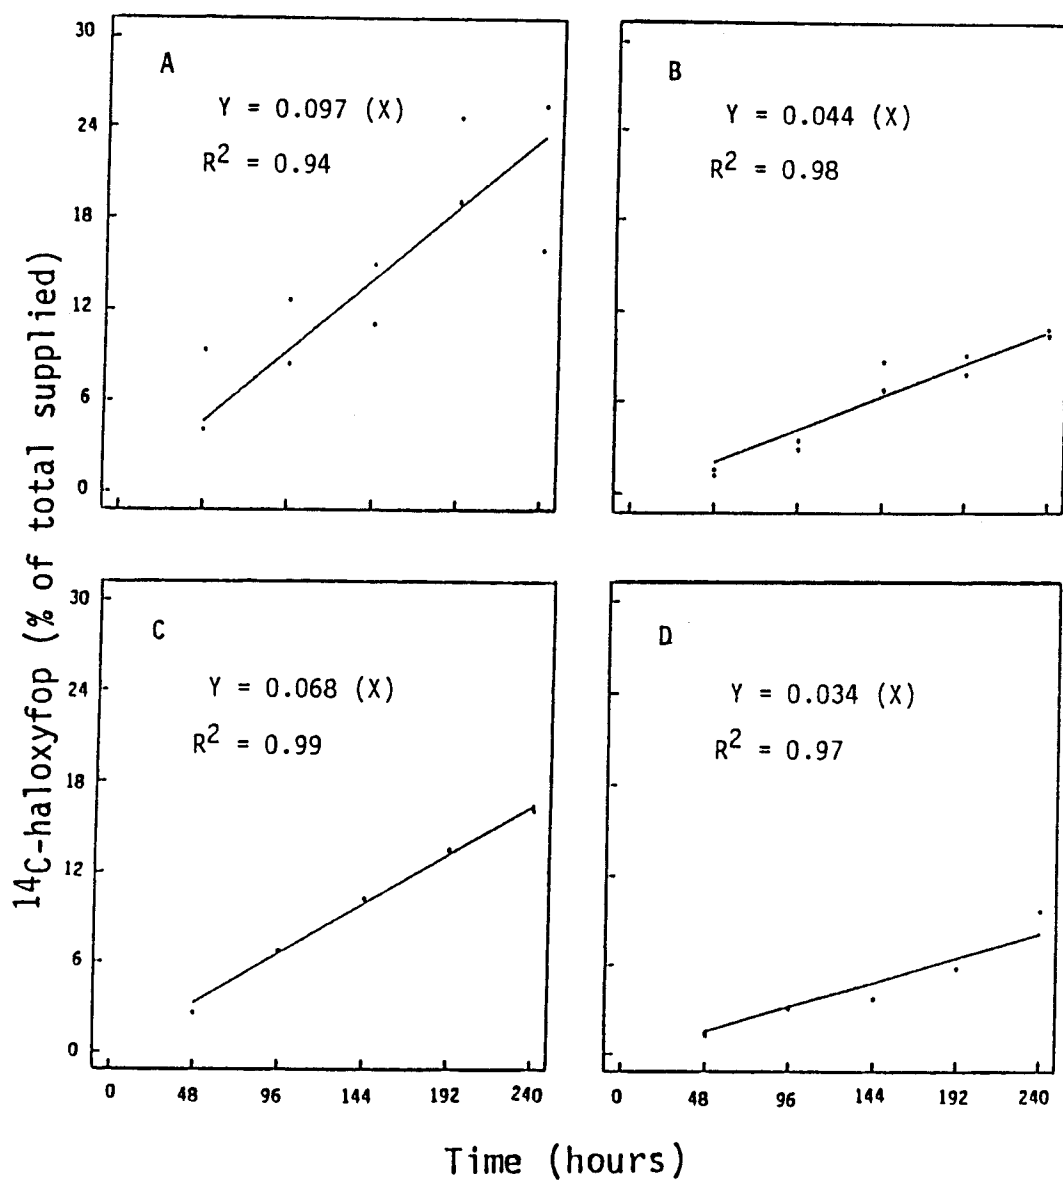 ¹⁴C-haloxyfop (% of total supplied)
30
24
18
12
6
0
A
Y = 0.097 (X)
R² = 0.94
B
Y = 0.044 (X)
R² = 0.98
30
24
18
12
6
0
C
Y = 0.068 (X)
R² = 0.99
D
Y = 0.034 (X)
R² = 0.97
0 48 96 144 192 240
0 48 96 144 192 240
Time (hours)